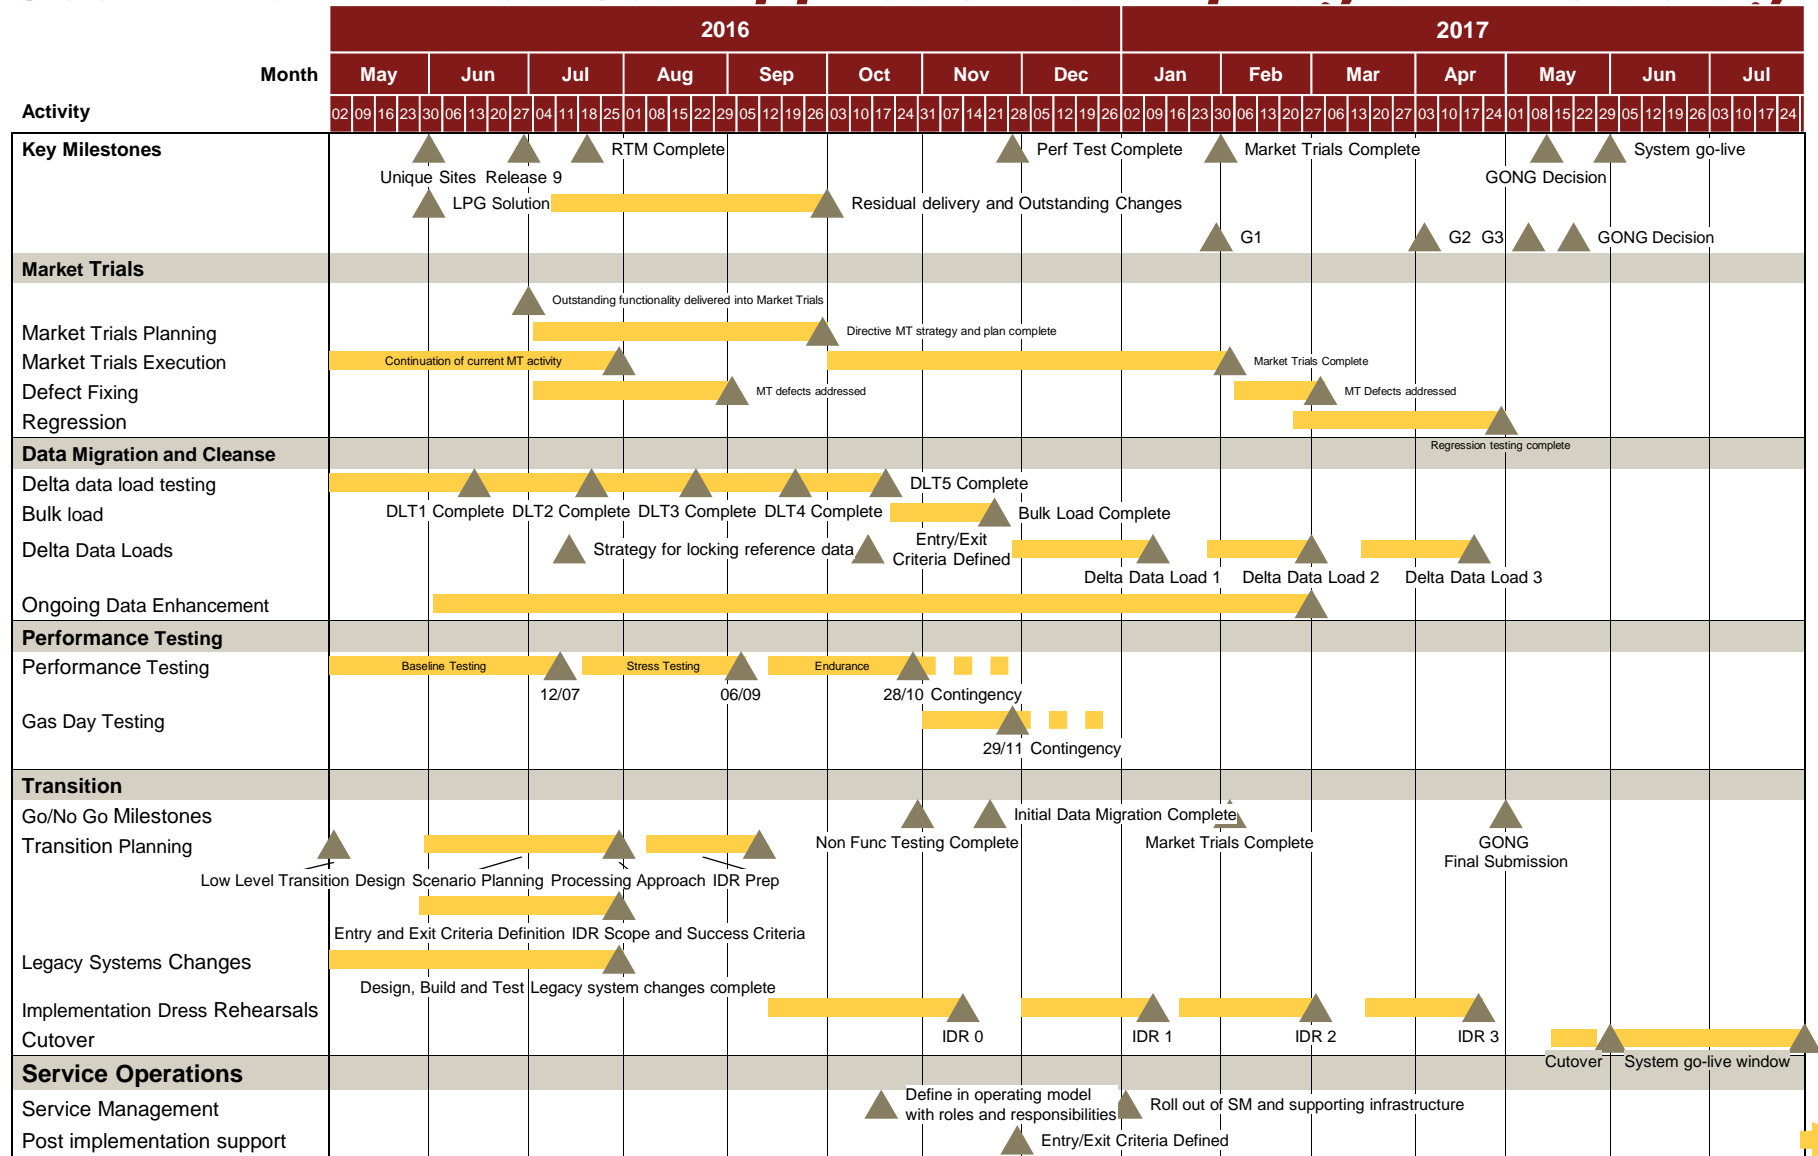 2016 2017
Month May Jun Jul Aug Sep Oct Nov Dec Jan Feb Mar Apr May Jun Jul
Activity 02 09 16 23 30 06 13 20 27 04 11 18 25 01 08 15 22 29 05 12 19 26 03 10 17 24 31 07 14 21 28 05 12 19 26 02 09 16 23 30 06 13 20 27 06 13 20 27 03 10 17 24 01 08 15 22 29 05 12 19 26 03 10 17 24
Key Milestones RTM Complete Perf Test Complete Market Trials Complete System go-live
Unique Sites Release 9 GONG Decision
LPG Solution Residual delivery and Outstanding Changes
G1 G2 G3 GONG Decision
Market Trials
Outstanding functionality delivered into Market Trials
Market Trials Planning Directive MT strategy and plan complete
Market Trials Execution Continuation of current MT activity Market Trials Complete
Defect Fixing MT defects addressed MT Defects addressed
Regression
Regression testing complete
Data Migration and Cleanse
Delta data load testing DLT5 Complete
DLT1 Complete DLT2 Complete DLT3 Complete DLT4 Complete
Bulk load Bulk Load Complete
Delta Data Loads Strategy for locking reference data Entry/Exit
Criteria Defined
Delta Data Load 1 Delta Data Load 2 Delta Data Load 3
Ongoing Data Enhancement
Performance Testing
Performance Testing Baseline Testing Stress Testing Endurance
12/07 06/09 28/10 Contingency
Gas Day Testing
29/11 Contingency
Transition
Go/No Go Milestones Initial Data Migration Complete
Non Func Testing Complete Market Trials Complete GONG
Final Submission
Transition Planning
Low Level Transition Design Scenario Planning Processing Approach IDR Prep
Entry and Exit Criteria Definition IDR Scope and Success Criteria
Legacy Systems Changes
Design, Build and Test Legacy system changes complete
Implementation Dress Rehearsals
IDR 0 IDR 1 IDR 2 IDR 3
Cutover
Cutover System go-live window
Service Operations
Service Management Define in operating model
with roles and responsibilities Roll out of SM and supporting infrastructure
Post implementation support Entry/Exit Criteria Defined